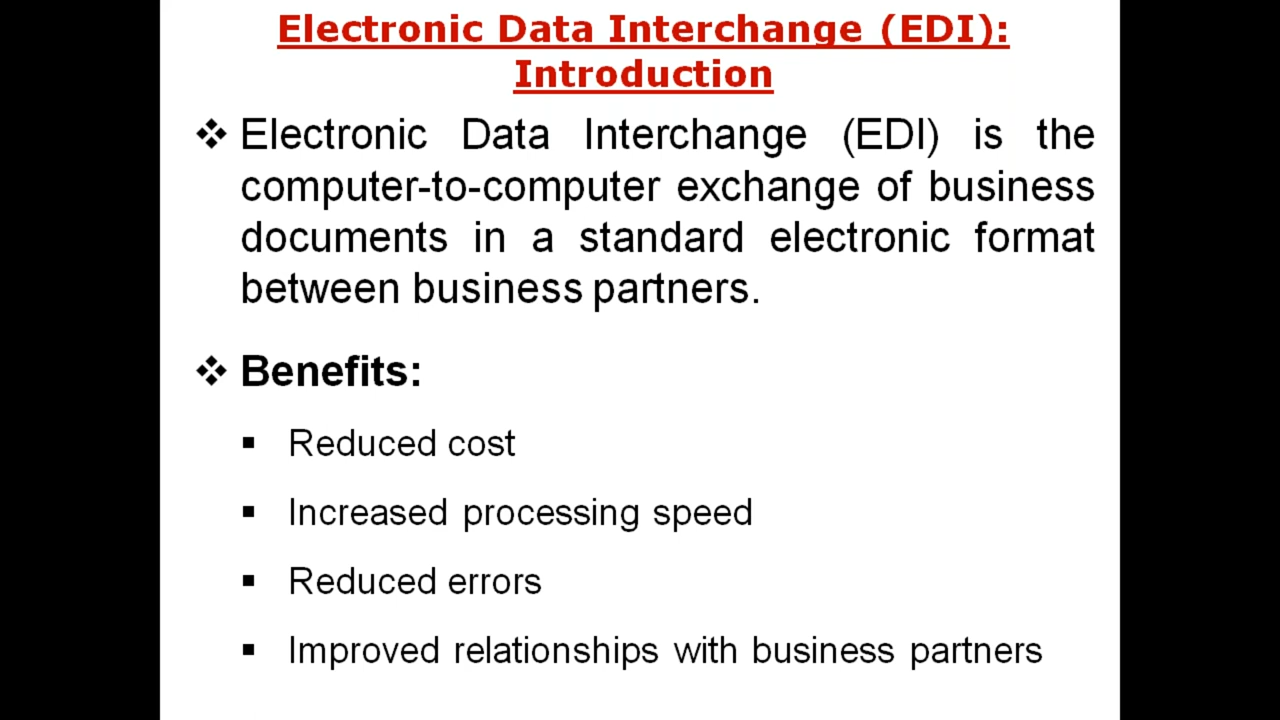 Electronic Data Interchange (EDI):
Introduction
❖ Electronic Data Interchange (EDI) is the
computer-to-computer exchange of business
documents in a standard electronic format
between business partners.
❖ Benefits:
▪ Reduced cost
▪ Increased processing speed
▪ Reduced errors
▪ Improved relationships with business partners